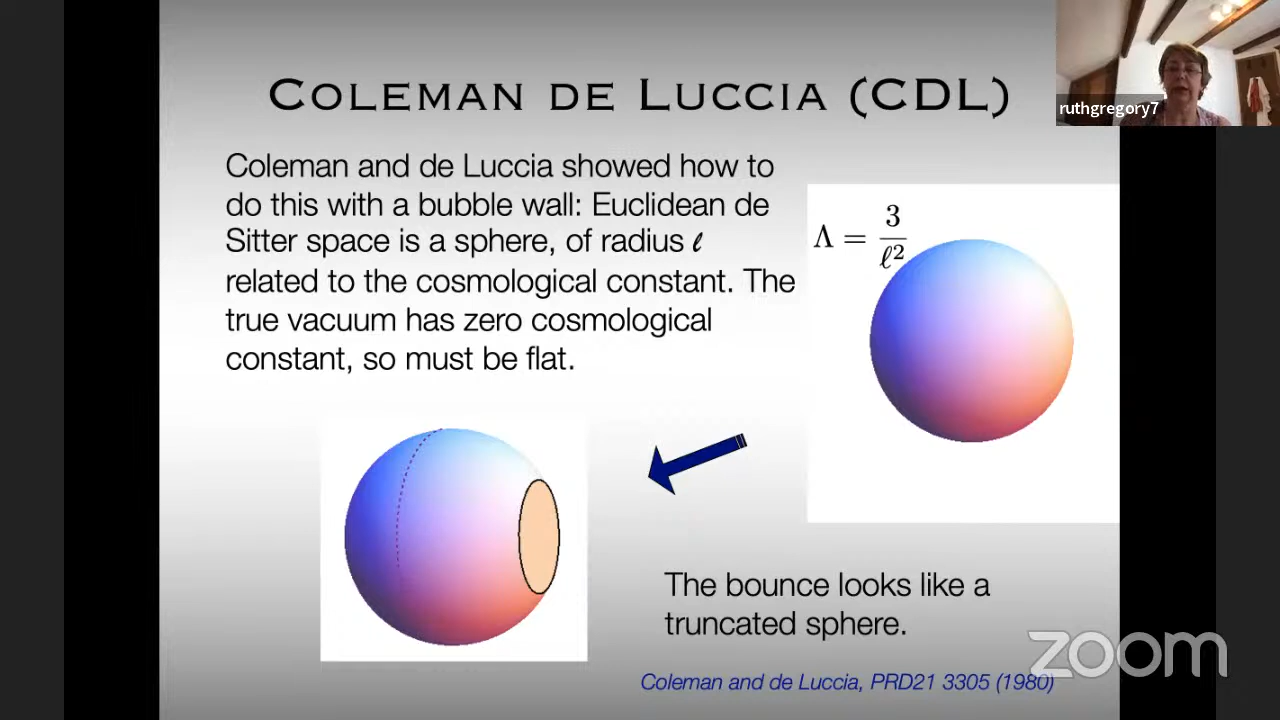 COLEMAN DE LUCCIA (CDL)
ruthgregory7
Coleman and de Luccia showed how to
do this with a bubble wall: Euclidean de
Sitter space is a sphere, of radius ℓ
related to the cosmological constant. The
true vacuum has zero cosmological
constant, so must be flat.
Λ = 3/ℓ²
The bounce looks like a
truncated sphere.
zoom
Coleman and de Luccia, PRD21 3305 (1980)